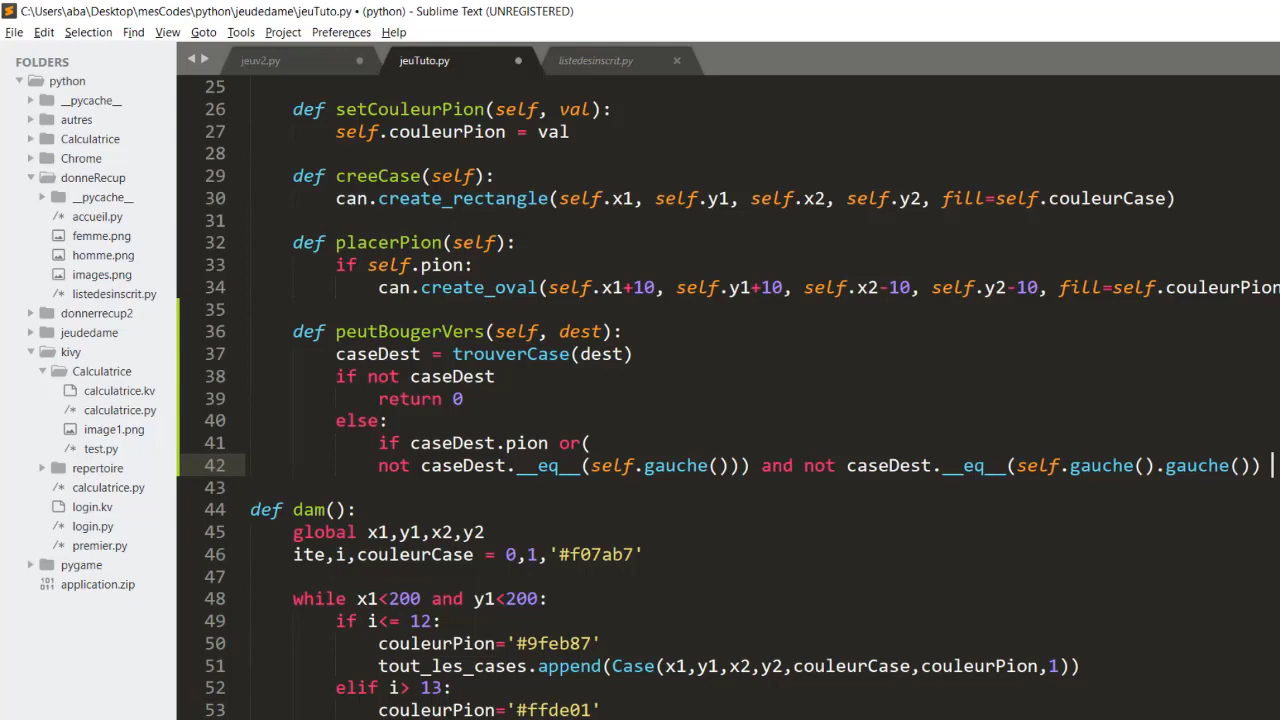 C:\Users\aba\Desktop\mesCodes\python\jeudedame\jeuTuto.py • (python) - Sublime Text (UNREGISTERED)
File Edit Selection Find View Goto Tools Project Preferences Help
FOLDERS
python
__pycache__
autres
Calculatrice
Chrome
donneRecup
__pycache__
accueil.py
femme.png
homme.png
images.png
listedesinscrit.py
donnerrecup2
jeudedame
kivy
Calculatrice
calculatrice.kv
calculatrice.py
image1.png
test.py
repertoire
calculatrice.py
login.kv
login.py
premier.py
pygame
application.zip
jeuv2.py jeuTuto.py listedesinscrit.py
25
26 def setCouleurPion(self, val):
27 self.couleurPion = val
28
29 def creeCase(self):
30 can.create_rectangle(self.x1, self.y1, self.x2, self.y2, fill=self.couleurCase)
31
32 def placerPion(self):
33 if self.pion:
34 can.create_oval(self.x1+10, self.y1+10, self.x2-10, self.y2-10, fill=self.couleurPion
35
36 def peutBougerVers(self, dest):
37 caseDest = trouverCase(dest)
38 if not caseDest
39 return 0
40 else:
41 if caseDest.pion or(
42 not caseDest.__eq__(self.gauche())) and not caseDest.__eq__(self.gauche().gauche())
43
44 def dam():
45 global x1,y1,x2,y2
46 ite,i,couleurCase = 0,1,'#f07ab7'
47
48 while x1<200 and y1<200:
49 if i<= 12:
50 couleurPion='#9feb87'
51 tout_les_cases.append(Case(x1,y1,x2,y2,couleurCase,couleurPion,1))
52 elif i> 13:
53 couleurPion='#ffde01'